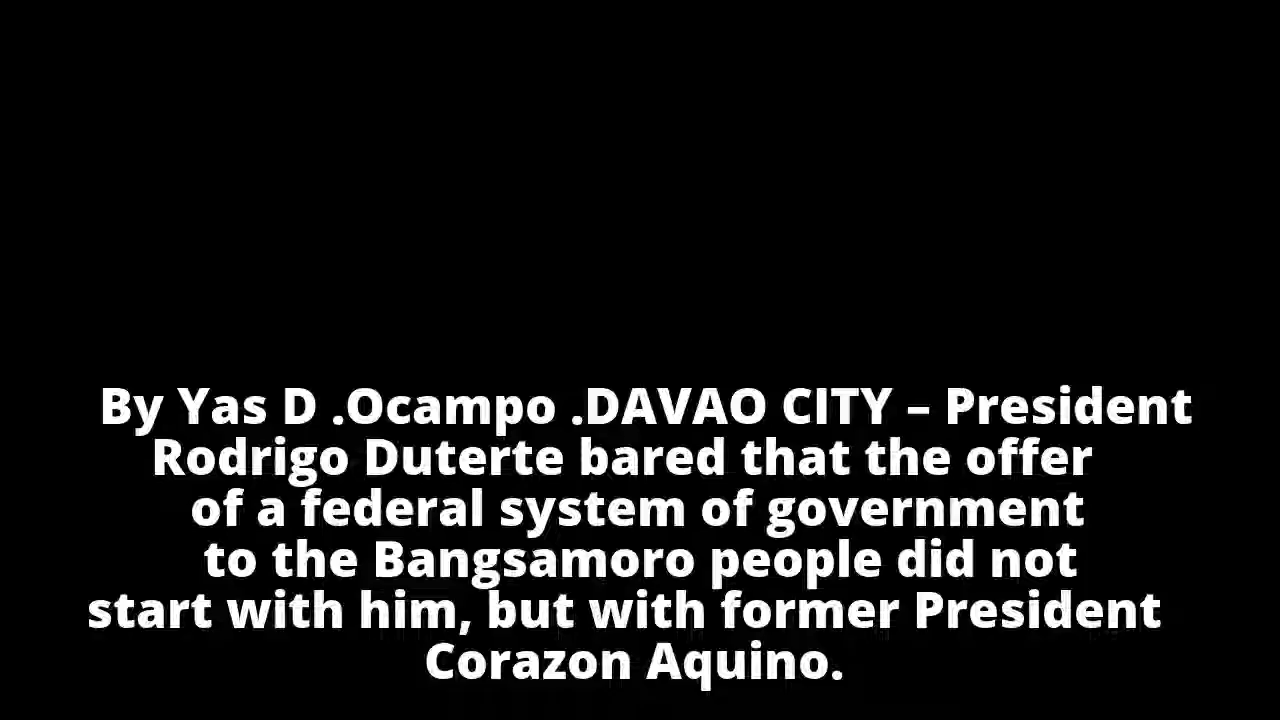 By Yas D .Ocampo .DAVAO CITY – President
Rodrigo Duterte bared that the offer
of a federal system of government
to the Bangsamoro people did not
start with him, but with former President
Corazon Aquino.